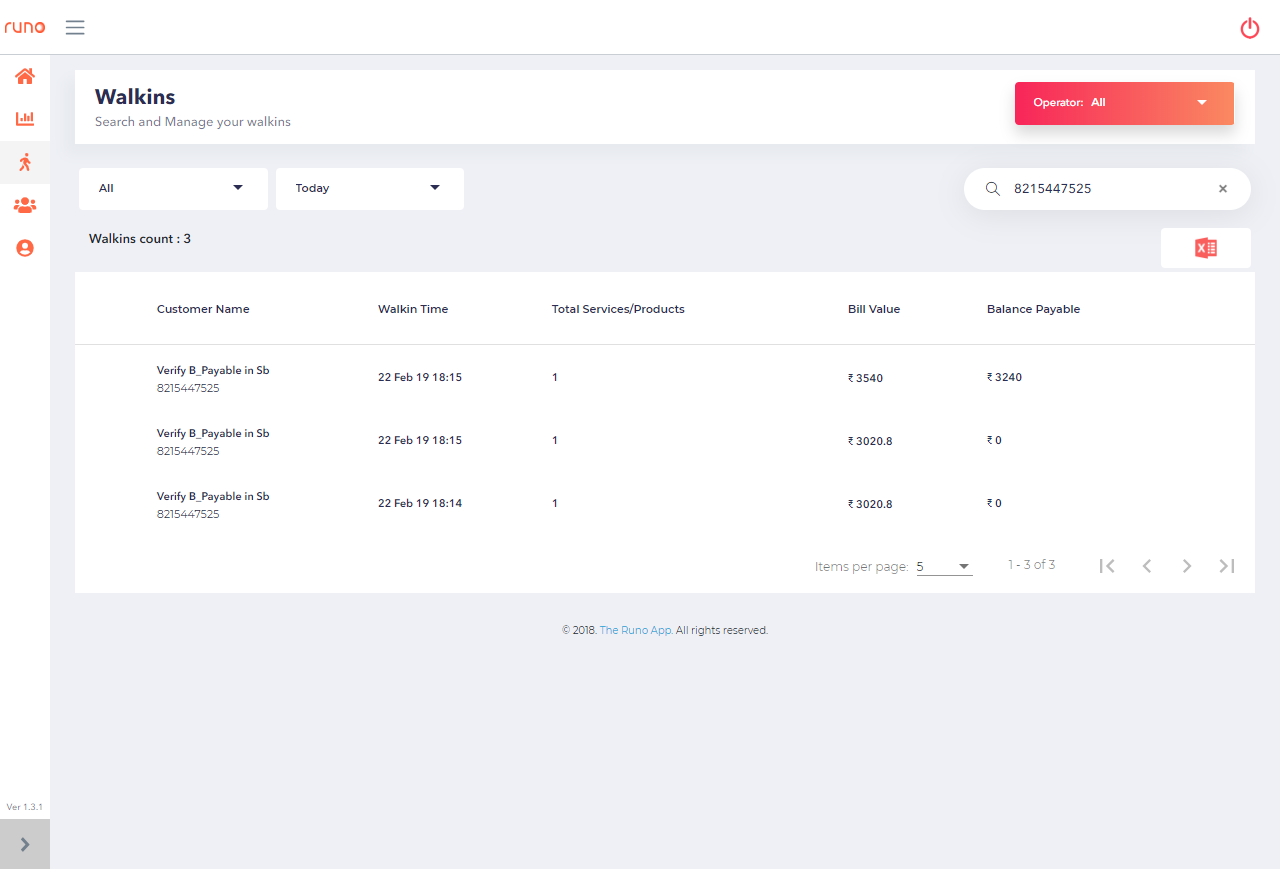 runo
Walkins
Search and Manage your walkins
Operator: All
All
Today
8215447525
Walkins count : 3
Customer Name Walkin Time Total Services/Products Bill Value Balance Payable
Verify B_Payable in Sb
8215447525
22 Feb 19 18:15 1 ₹ 3540 ₹ 3240
Verify B_Payable in Sb
8215447525
22 Feb 19 18:15 1 ₹ 3020.8 ₹ 0
Verify B_Payable in Sb
8215447525
22 Feb 19 18:14 1 ₹ 3020.8 ₹ 0
Items per page: 5 1 - 3 of 3
© 2018. The Runo App. All rights reserved.
Ver 1.3.1